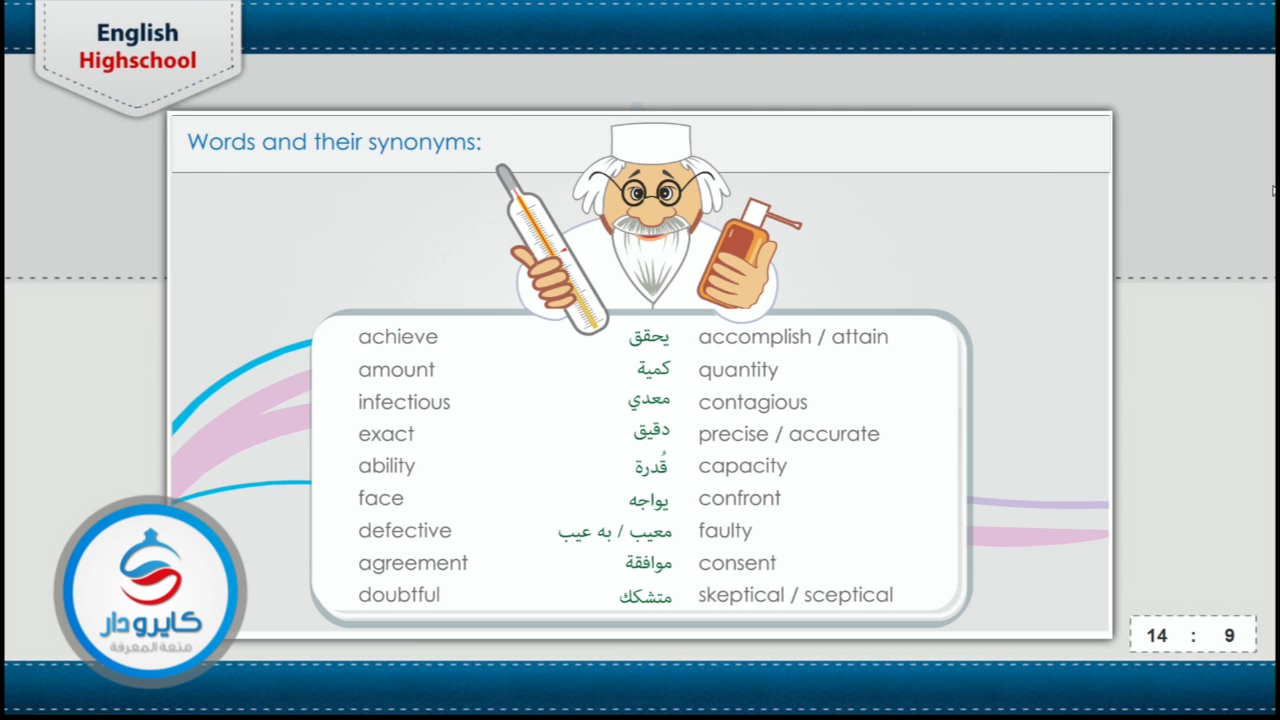 English
Highschool
Words and their synonyms:
achieve يحقق accomplish / attain
amount كمية quantity
infectious معدي contagious
exact دقيق precise / accurate
ability قُدرة capacity
face يواجه confront
defective معيب / به عيب faulty
agreement موافقة consent
doubtful متشكك skeptical / sceptical
كايرودار
متعة المعرفة
14 : 9